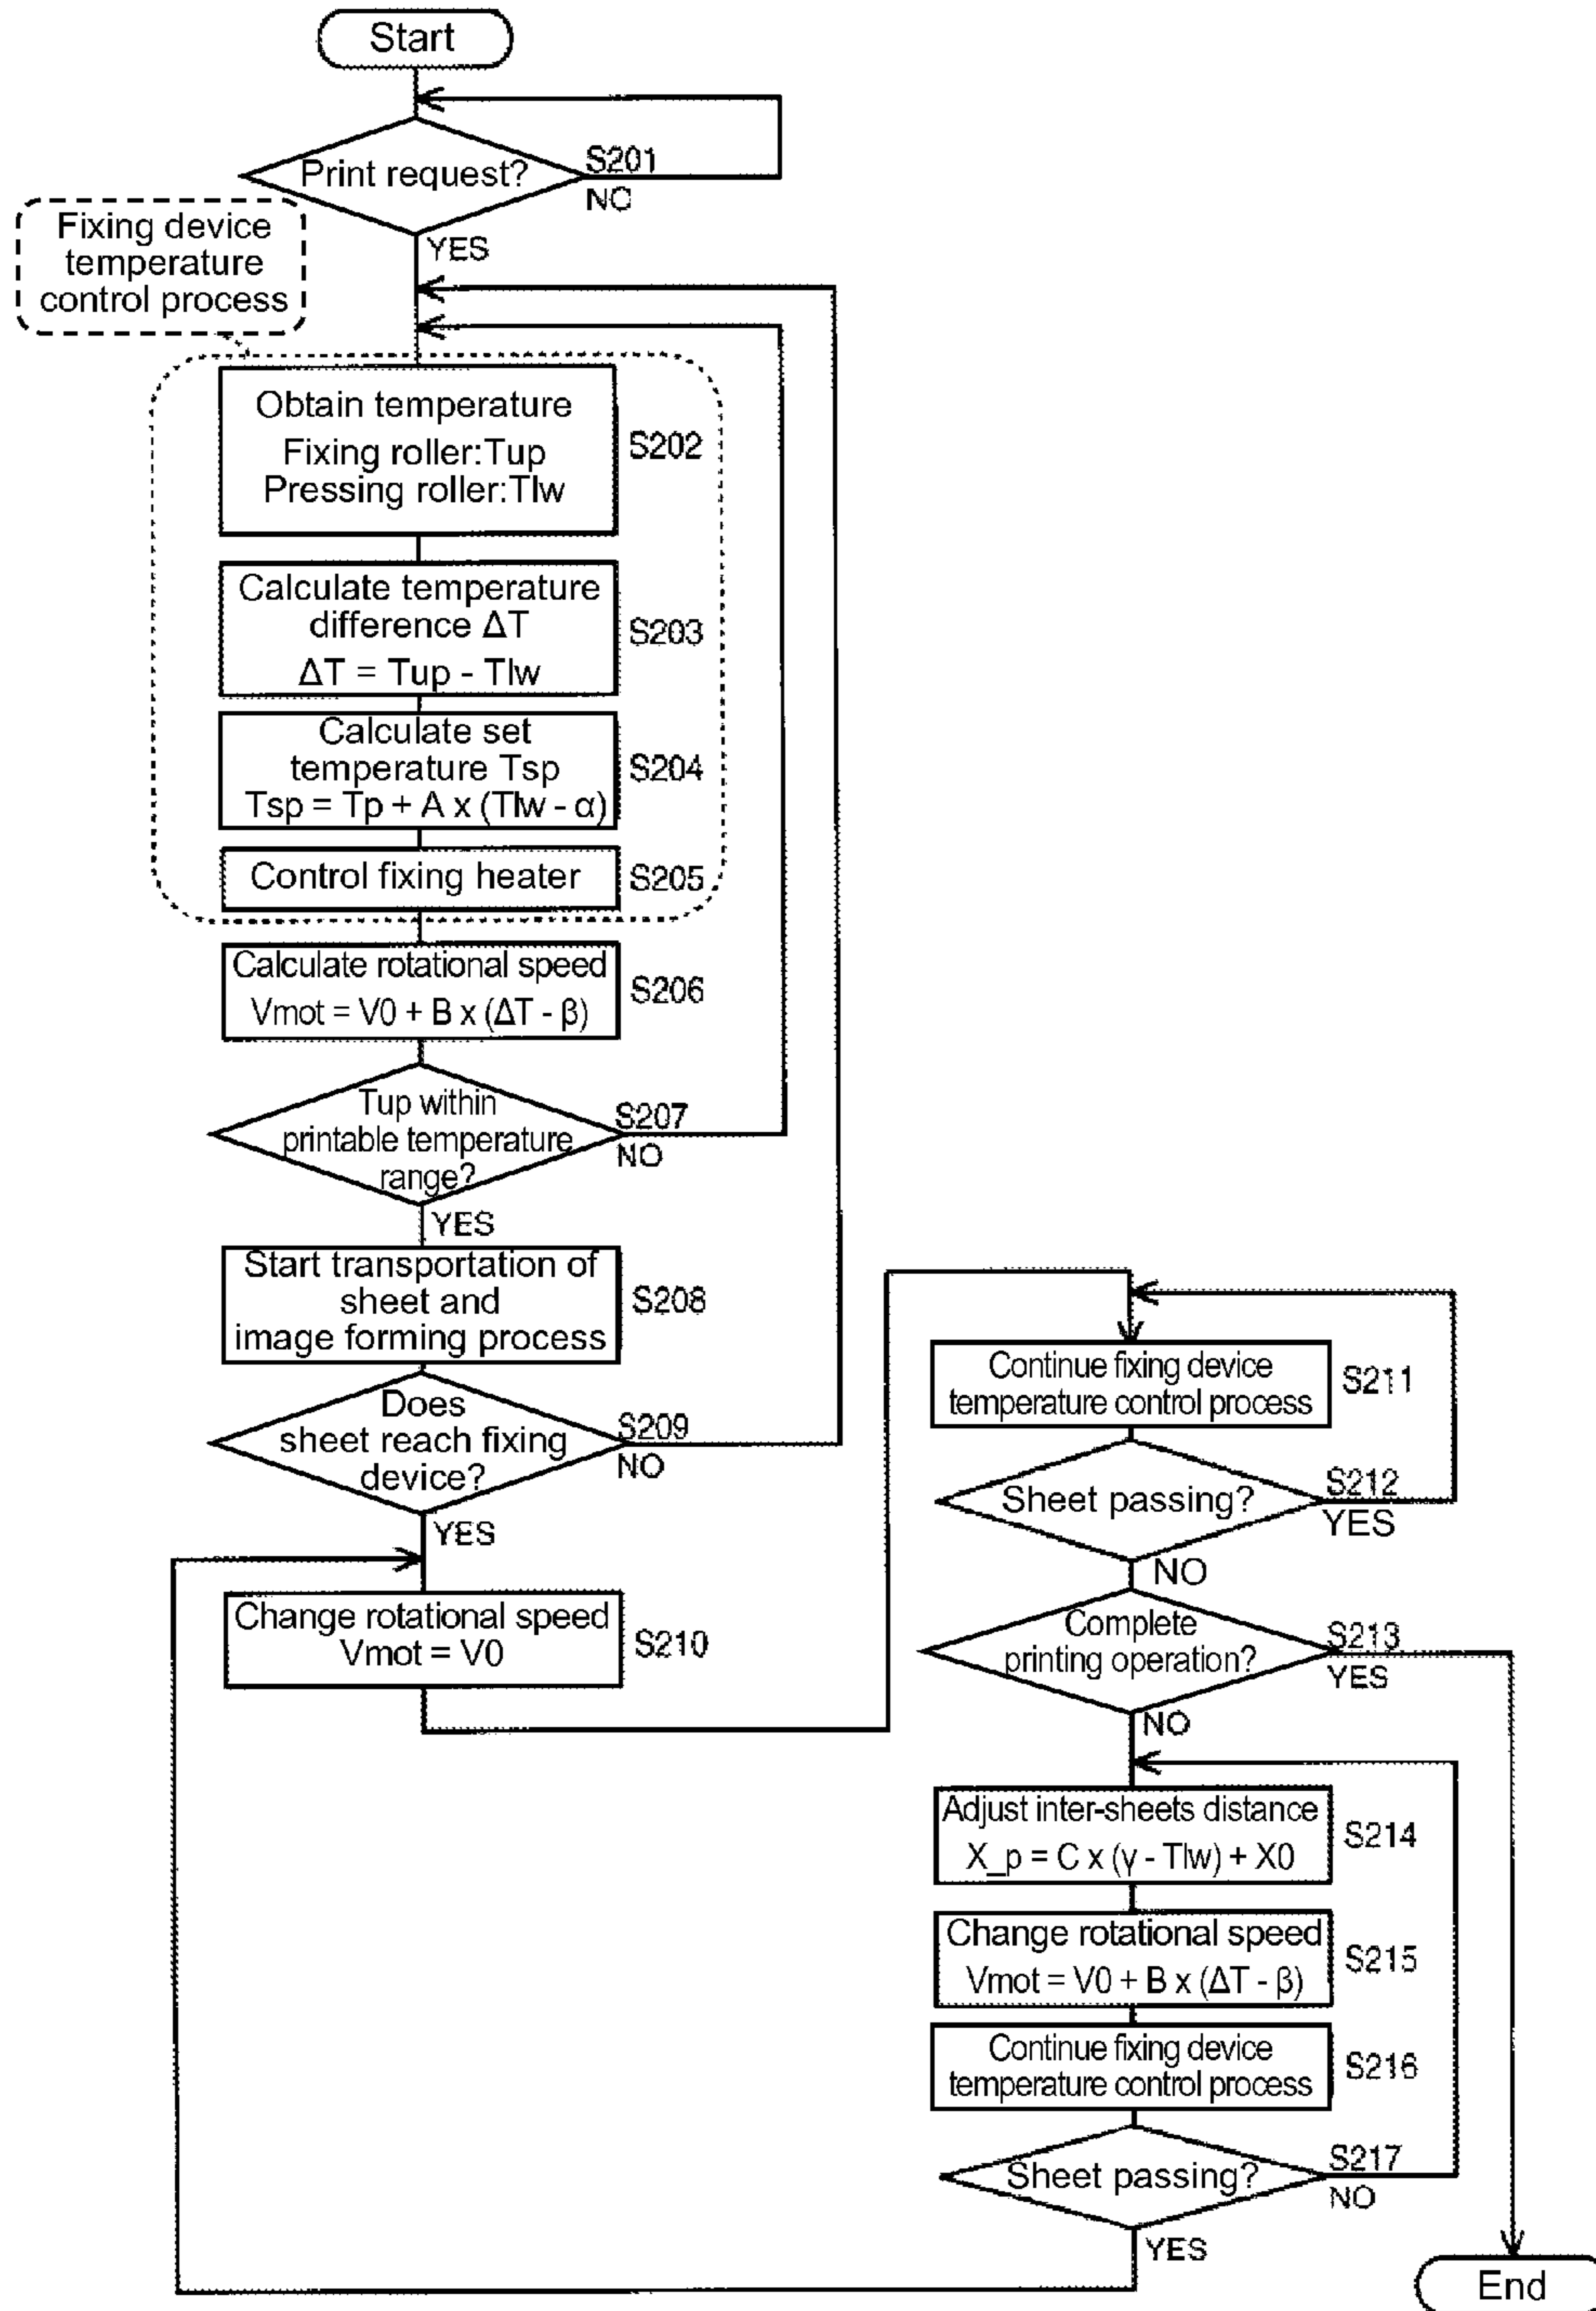 Start
Print request?
S201
NO
YES
Fixing device
temperature
control process
Obtain temperature
Fixing roller:Tup
Pressing roller:Tlw
S202
Calculate temperature
difference ΔT
ΔT = Tup - Tlw
S203
Calculate set
temperature Tsp
Tsp = Tp + A x (Tlw - α)
S204
Control fixing heater
S205
Calculate rotational speed
Vmot = V0 + B x (ΔT - β)
S206
Tup within
printable temperature
range?
S207
NO
YES
Start transportation of
sheet and
image forming process
S208
Does
sheet reach fixing
device?
S209
NO
YES
Change rotational speed
Vmot = V0
S210
Continue fixing device
temperature control process
S211
Sheet passing?
S212
YES
NO
Complete
printing operation?
S213
YES
NO
Adjust inter-sheets distance
X_p = C x (γ - Tlw) + X0
S214
Change rotational speed
Vmot = V0 + B x (ΔT - β)
S215
Continue fixing device
temperature control process
S216
Sheet passing?
S217
NO
YES
End